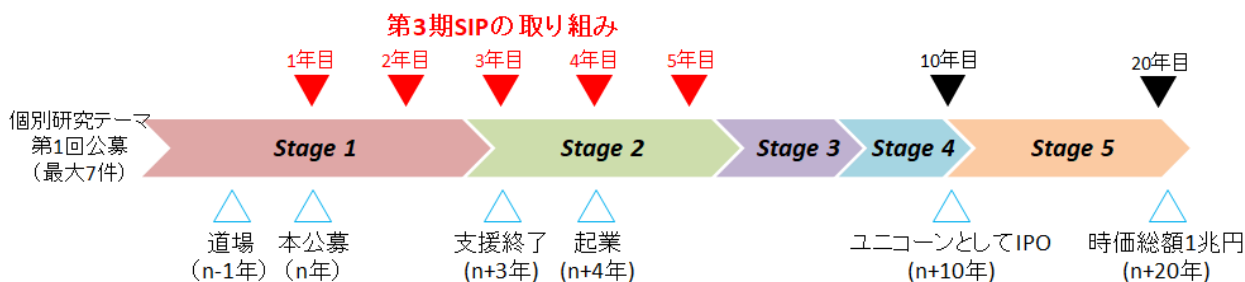 第3期SIPの取り組み
1年目
2年目
3年目
4年目
5年目
10年目
20年目
個別研究テーマ
第1回公募
（最大7件）
Stage 1
Stage 2
Stage 3
Stage 4
Stage 5
道場
（n-1年）
本公募
（n年）
支援終了
(n+3年)
起業
(n+4年)
ユニコーンとしてIPO
(n+10年)
時価総額1兆円
(n+20年)